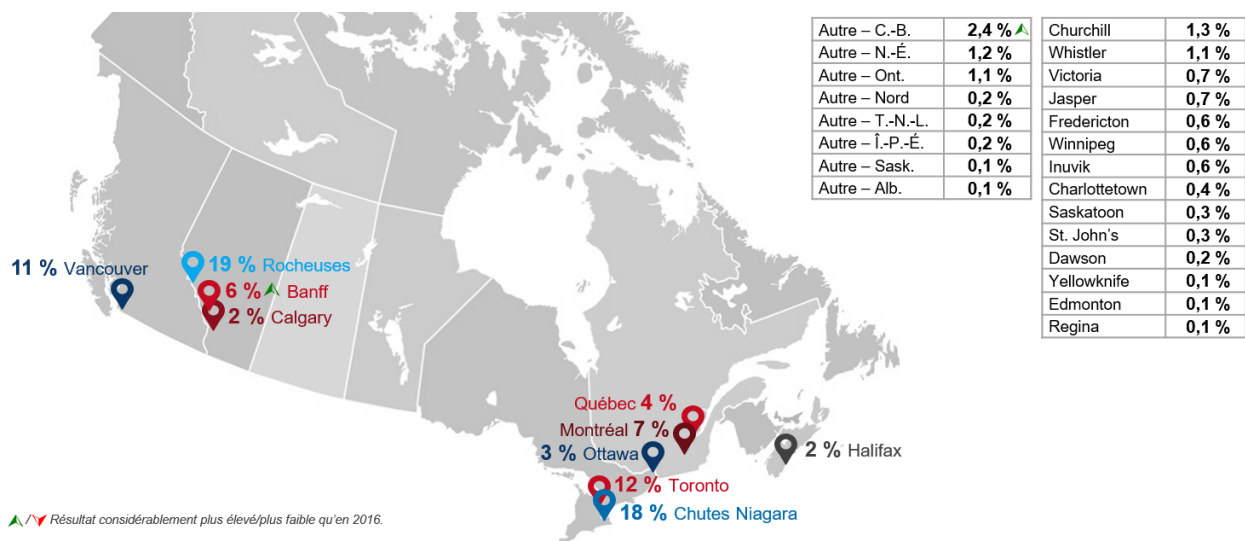 Autre – C.-B. 2,4 %
Autre – N.-É. 1,2 %
Autre – Ont. 1,1 %
Autre – Nord 0,2 %
Autre – T.-N.-L. 0,2 %
Autre – Î.-P.-É. 0,2 %
Autre – Sask. 0,1 %
Autre – Alb. 0,1 %
Churchill 1,3 %
Whistler 1,1 %
Victoria 0,7 %
Jasper 0,7 %
Fredericton 0,6 %
Winnipeg 0,6 %
Inuvik 0,6 %
Charlottetown 0,4 %
Saskatoon 0,3 %
St. John’s 0,3 %
Dawson 0,2 %
Yellowknife 0,1 %
Edmonton 0,1 %
Regina 0,1 %
11 % Vancouver
19 % Rocheuses
6 % Banff
2 % Calgary
Québec 4 %
Montréal 7 %
3 % Ottawa
2 % Halifax
12 % Toronto
18 % Chutes Niagara
/ Résultat considérablement plus élevé/plus faible qu’en 2016.